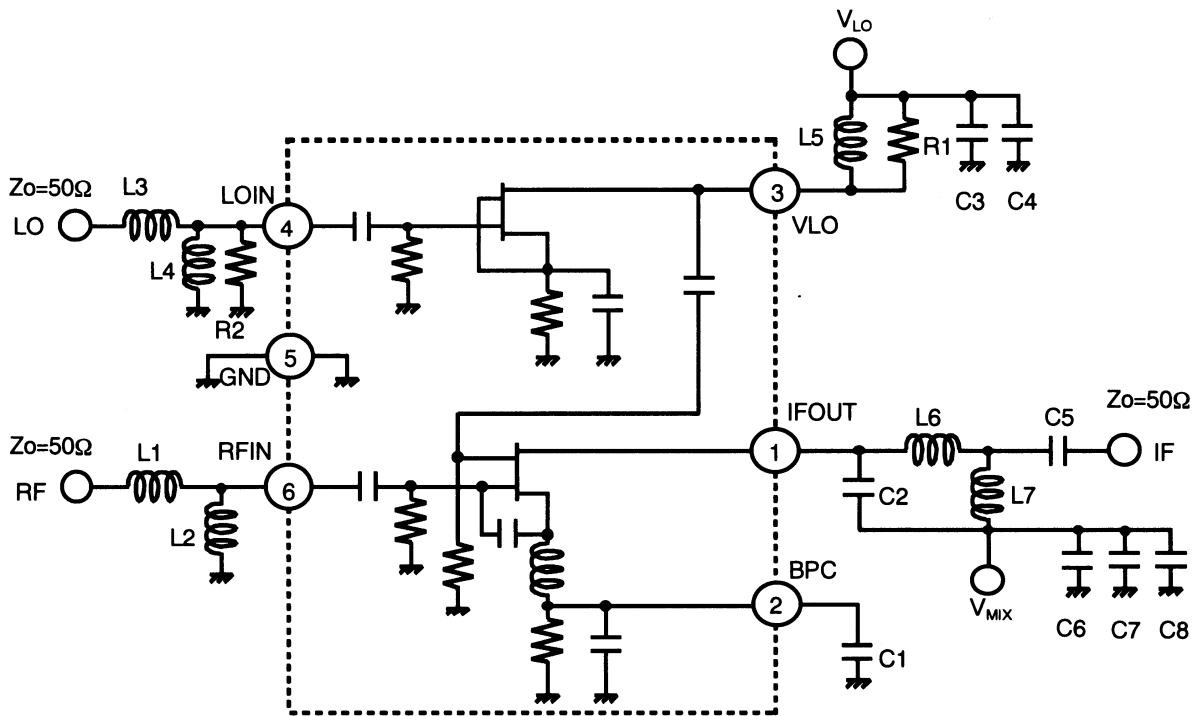 V_LO
L5
R1
C3
C4
Zo=50Ω
L3
LOIN
LO
4
3
VLO
L4
R2
5
GND
IFOUT
L6
C5
Zo=50Ω
Zo=50Ω
L1
RFIN
1
IF
RF
6
C2
L7
L2
BPC
2
V_MIX
C6
C7
C8
C1